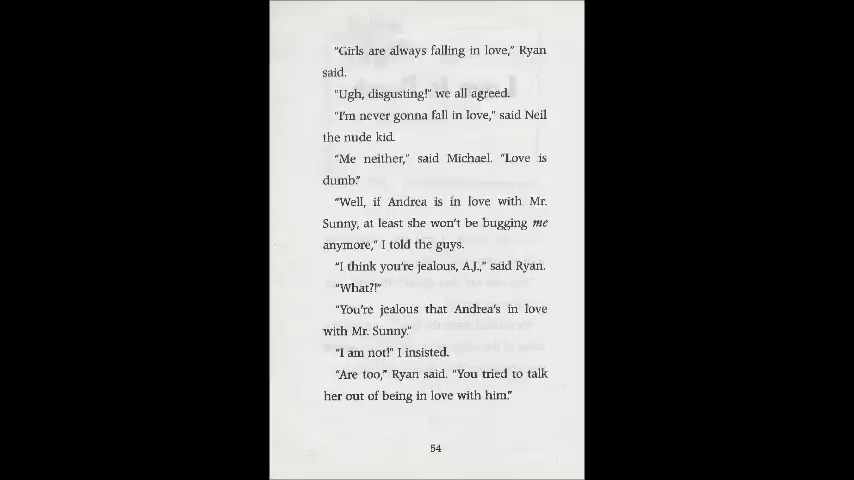 "Girls are always falling in love," Ryan
said.
"Ugh, disgusting!" we all agreed.
"I'm never gonna fall in love," said Neil
the nude kid.
"Me neither," said Michael. "Love is
dumb."
"Well, if Andrea is in love with Mr.
Sunny, at least she won't be bugging me
anymore," I told the guys.
"I think you're jealous, A.J.," said Ryan.
"What?!"
"You're jealous that Andrea's in love
with Mr. Sunny."
"I am not!" I insisted.
"Are too," Ryan said. "You tried to talk
her out of being in love with him."
54